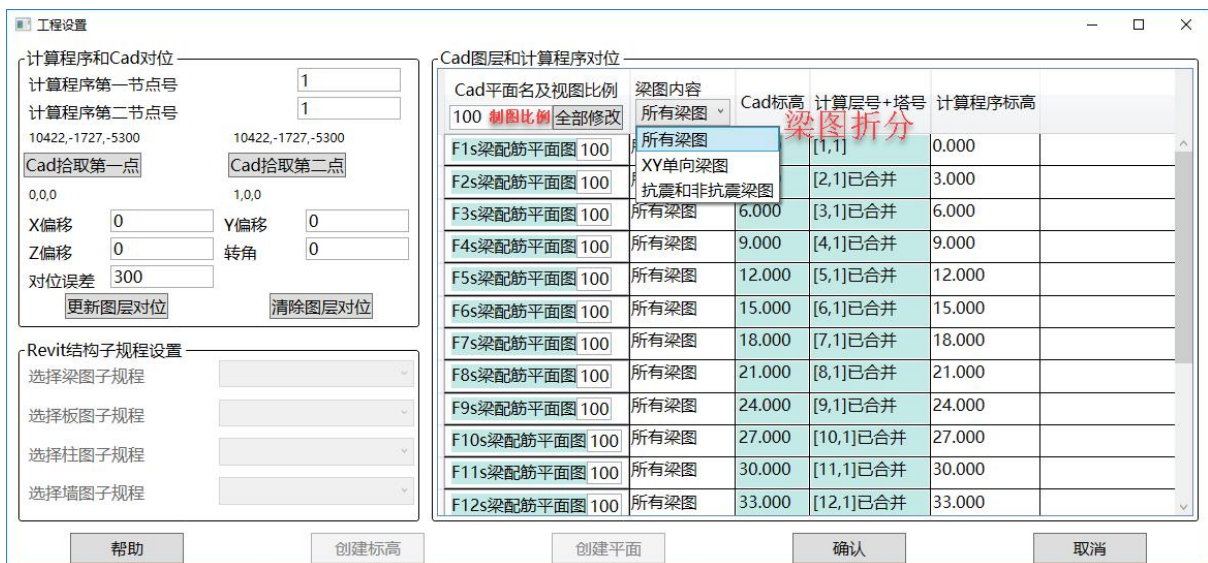 工程设置
计算程序和Cad对位
计算程序第一节点号 1
计算程序第二节点号 1
10422,-1727,-5300 10422,-1727,-5300
Cad拾取第一点 Cad拾取第二点
0,0,0 1,0,0
X偏移 0 Y偏移 0
Z偏移 0 转角 0
对位误差 300
更新图层对位 清除图层对位
Revit结构子规程设置
选择梁图子规程
选择板图子规程
选择柱图子规程
选择墙图子规程
Cad图层和计算程序对位
Cad平面名及视图比例 梁图内容 Cad标高 计算层号+塔号 计算程序标高
100 制图比例 全部修改 所有梁图
梁图折分
所有梁图
XY单向梁图
抗震和非抗震梁图
F1s梁配筋平面图 100 [1,1] 0.000
F2s梁配筋平面图 100 [2,1]已合并 3.000
F3s梁配筋平面图 100 所有梁图 6.000 [3,1]已合并 6.000
F4s梁配筋平面图 100 所有梁图 9.000 [4,1]已合并 9.000
F5s梁配筋平面图 100 所有梁图 12.000 [5,1]已合并 12.000
F6s梁配筋平面图 100 所有梁图 15.000 [6,1]已合并 15.000
F7s梁配筋平面图 100 所有梁图 18.000 [7,1]已合并 18.000
F8s梁配筋平面图 100 所有梁图 21.000 [8,1]已合并 21.000
F9s梁配筋平面图 100 所有梁图 24.000 [9,1]已合并 24.000
F10s梁配筋平面图 100 所有梁图 27.000 [10,1]已合并 27.000
F11s梁配筋平面图 100 所有梁图 30.000 [11,1]已合并 30.000
F12s梁配筋平面图 100 所有梁图 33.000 [12,1]已合并 33.000
帮助 创建标高 创建平面 确认 取消